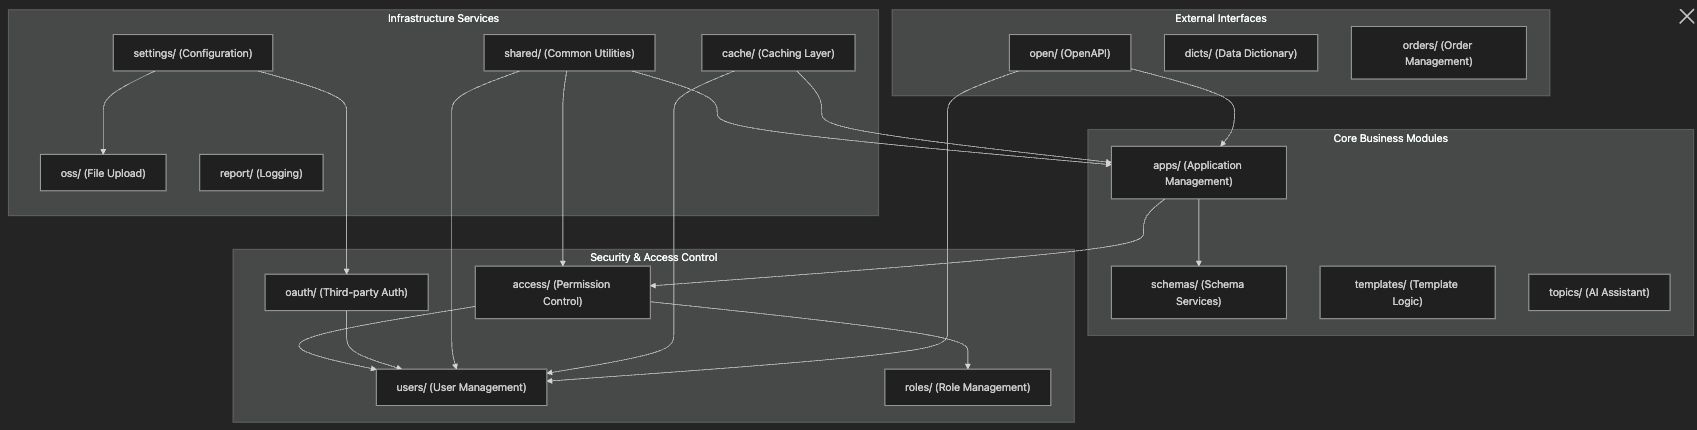 Infrastructure Services
settings/ (Configuration)
shared/ (Common Utilities)
cache/ (Caching Layer)
oss/ (File Upload)
report/ (Logging)
External Interfaces
open/ (OpenAPI)
dicts/ (Data Dictionary)
orders/ (Order
Management)
Core Business Modules
apps/ (Application
Management)
schemas/ (Schema
Services)
templates/ (Template
Logic)
topics/ (AI Assistant)
Security & Access Control
oauth/ (Third-party Auth)
access/ (Permission
Control)
users/ (User Management)
roles/ (Role Management)